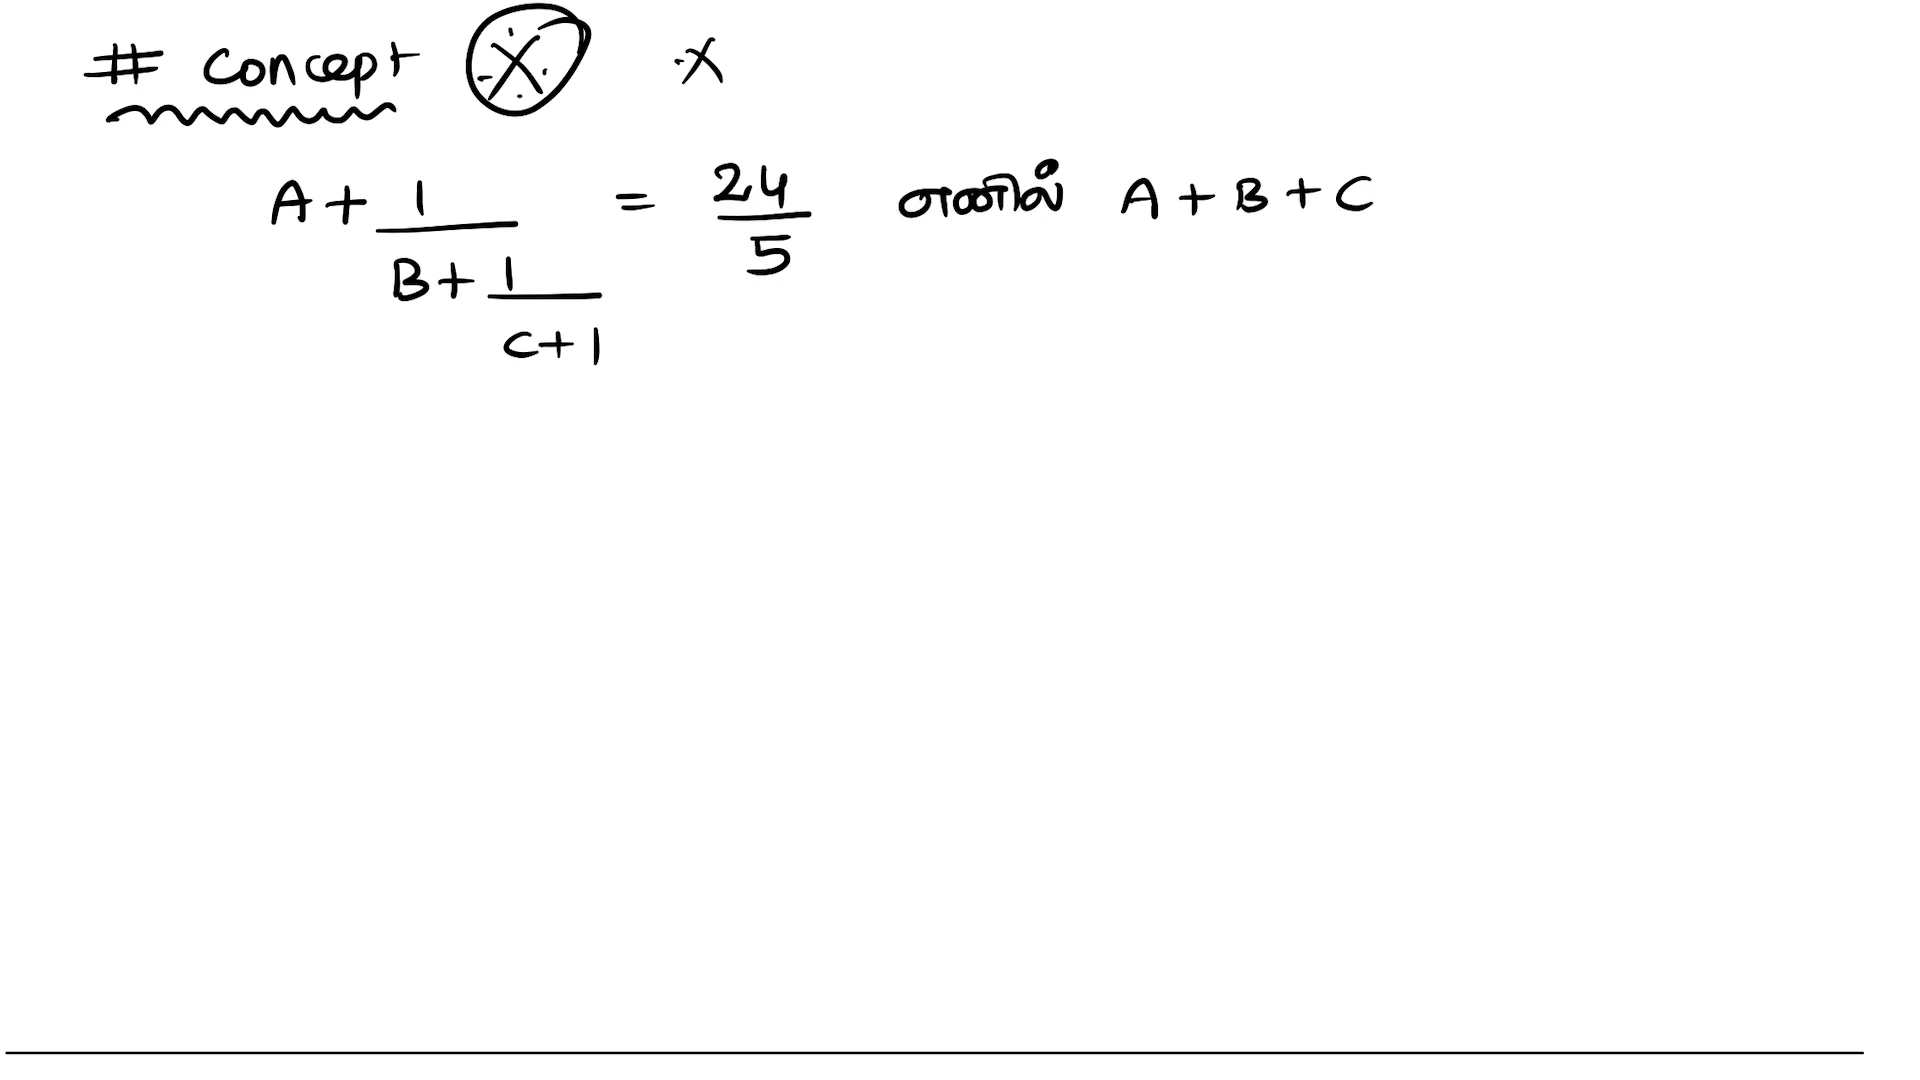 # Concept X X
A + 1 = 24 எனில் A + B + C
B + 1 5
C + 1